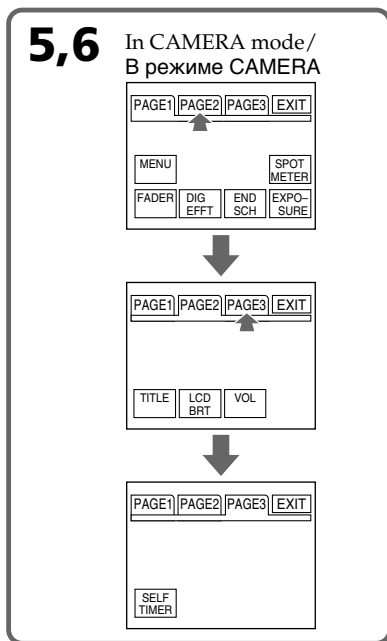 5,6 In CAMERA mode/
В режиме CAMERA
PAGE1 PAGE2 PAGE3 EXIT
MENU SPOT
METER
FADER DIG
EFFT END
SCH EXPO–
SURE
PAGE1 PAGE2 PAGE3 EXIT
TITLE LCD
BRT VOL
PAGE1 PAGE2 PAGE3 EXIT
SELF
TIMER